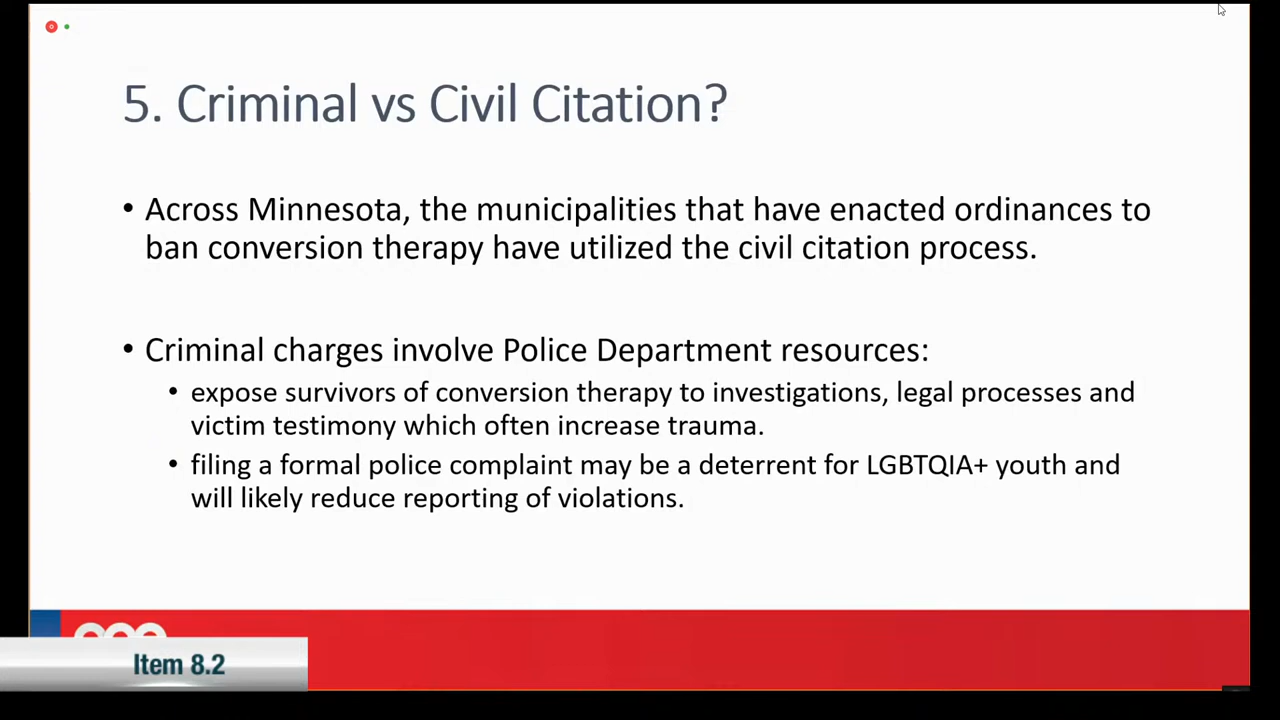 5. Criminal vs Civil Citation?
• Across Minnesota, the municipalities that have enacted ordinances to
ban conversion therapy have utilized the civil citation process.
• Criminal charges involve Police Department resources:
• expose survivors of conversion therapy to investigations, legal processes and
victim testimony which often increase trauma.
• filing a formal police complaint may be a deterrent for LGBTQIA+ youth and
will likely reduce reporting of violations.
Item 8.2